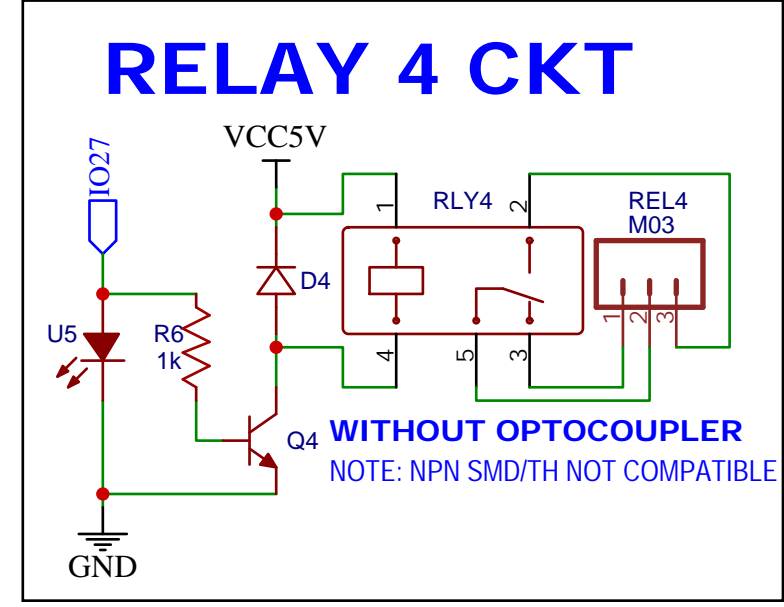 RELAY 4 CKT
IO27
VCC5V
1
RLY4
2
REL4
M03
D4
U5
R6
1k
1
2
3
4
5
3
Q4
WITHOUT OPTOCOUPLER
NOTE: NPN SMD/TH NOT COMPATIBLE
GND